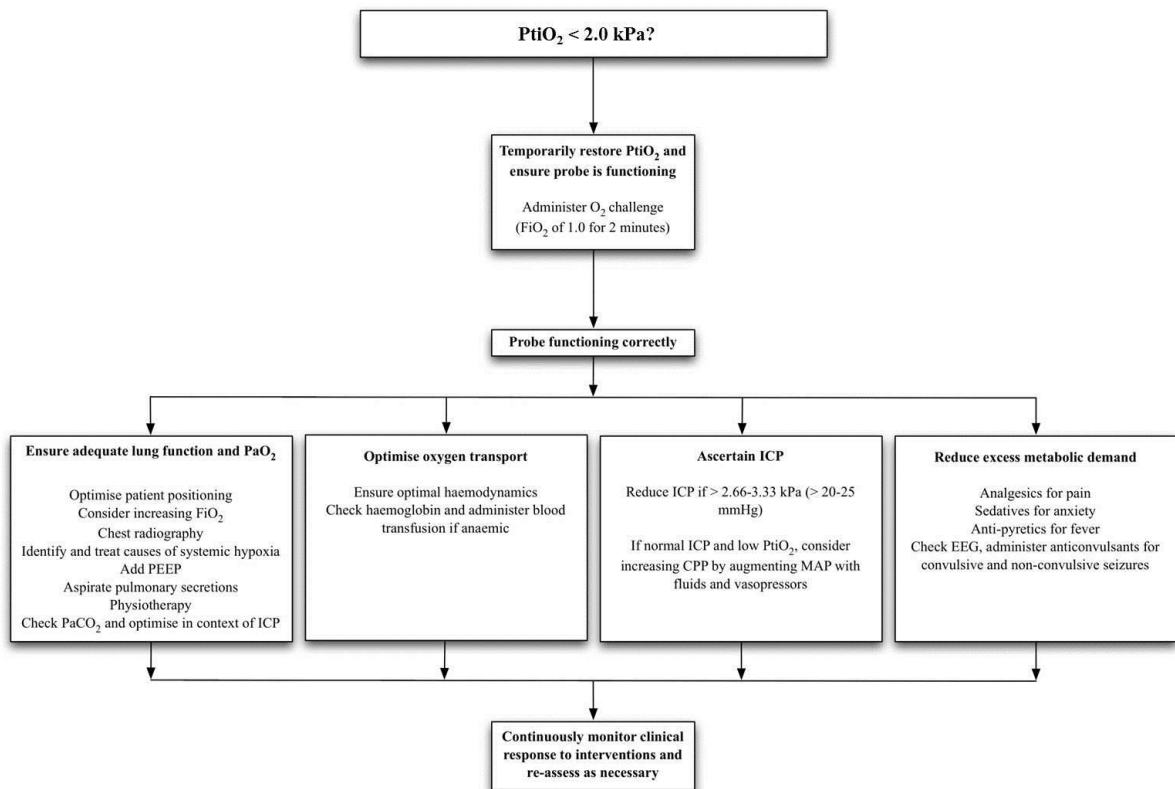 PtiO₂ < 2.0 kPa?
Temporarily restore PtiO₂ and
ensure probe is functioning
Administer O₂ challenge
(FiO₂ of 1.0 for 2 minutes)
Probe functioning correctly
Ensure adequate lung function and PaO₂
Optimise patient positioning
Consider increasing FiO₂
Chest radiography
Identify and treat causes of systemic hypoxia
Add PEEP
Aspirate pulmonary secretions
Physiotherapy
Check PaCO₂ and optimise in context of ICP
Optimise oxygen transport
Ensure optimal haemodynamics
Check haemoglobin and administer blood
transfusion if anaemic
Ascertain ICP
Reduce ICP if > 2.66-3.33 kPa (> 20-25
mmHg)
If normal ICP and low PtiO₂, consider
increasing CPP by augmenting MAP with
fluids and vasopressors
Reduce excess metabolic demand
Analgesics for pain
Sedatives for anxiety
Anti-pyretics for fever
Check EEG, administer anticonvulsants for
convulsive and non-convulsive seizures
Continuously monitor clinical
response to interventions and
re-assess as necessary